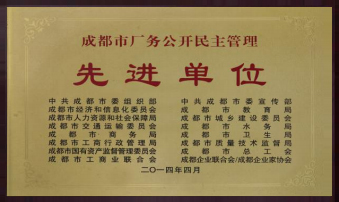 成都市厂务公开民主管理
先进单位
中共成都市委组织部 中共成都市委宣传部
成都市经济和信息化委员会 成都市教育局
成都市人力资源和社会保障局 成都市城乡建设委员会
成都市交通运输委员会 成都市水务局
成都市商务局 成都市卫生局
成都市工商行政管理局 成都市质量技术监督局
成都市国有资产监督管理委员会 成都市总工会
成都市工商业联合会 成都企业联合会/成都企业家协会
二〇一四年四月